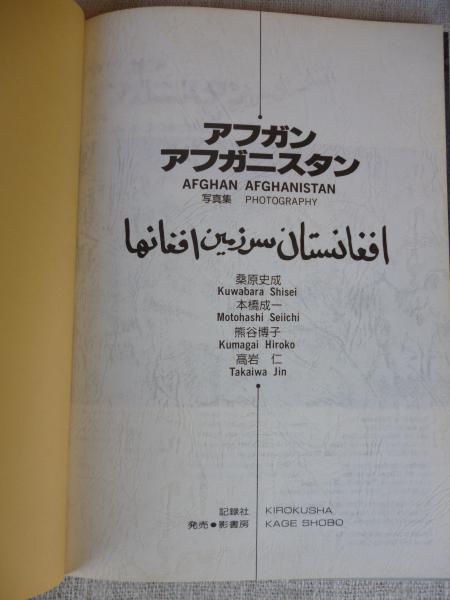 アフガン
アフガニスタン
AFGHAN AFGHANISTAN
写真集 PHOTOGRAPHY
افغانستان سرزمین افغانها
桑原史成
Kuwabara Shisei
本橋成一
Motohashi Seiichi
熊谷博子
Kumagai Hiroko
高岩 仁
Takaiwa Jin
記録社 KIROKUSHA
発売●影書房 KAGE SHOBO